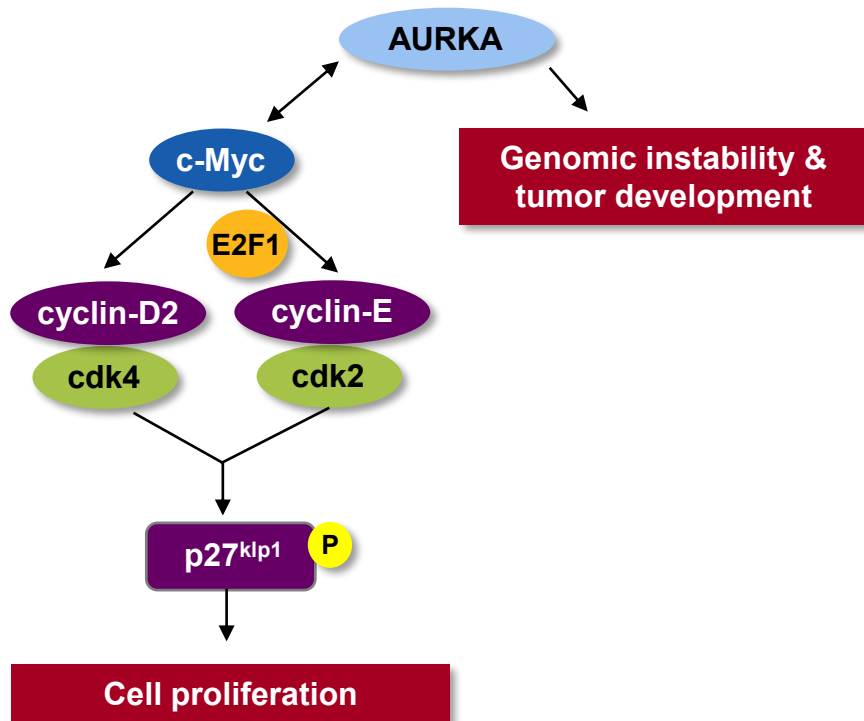 AURKA
c-Myc
Genomic instability &
tumor development
E2F1
cyclin-D2
cyclin-E
cdk4
cdk2
p27klp1
P
Cell proliferation